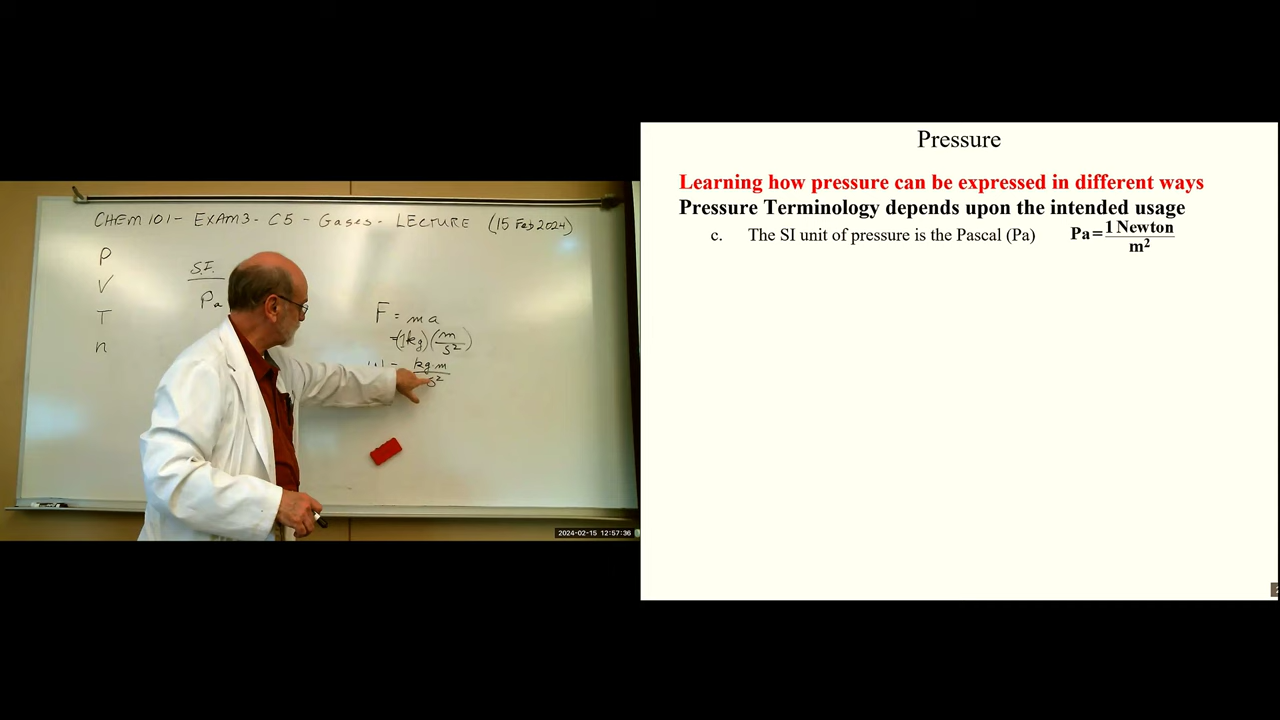 CHEM 101- EXAM3- C5 - Gases- LECTURE (15 Feb 2024)
P
V
T
n
S.I.
Pa
F = ma
=(1kg)(m/s²)
= kg m/s²
2024-02-15 12:57:36
Pressure
Learning how pressure can be expressed in different ways
Pressure Terminology depends upon the intended usage
c. The SI unit of pressure is the Pascal (Pa) Pa=1 Newton/m²